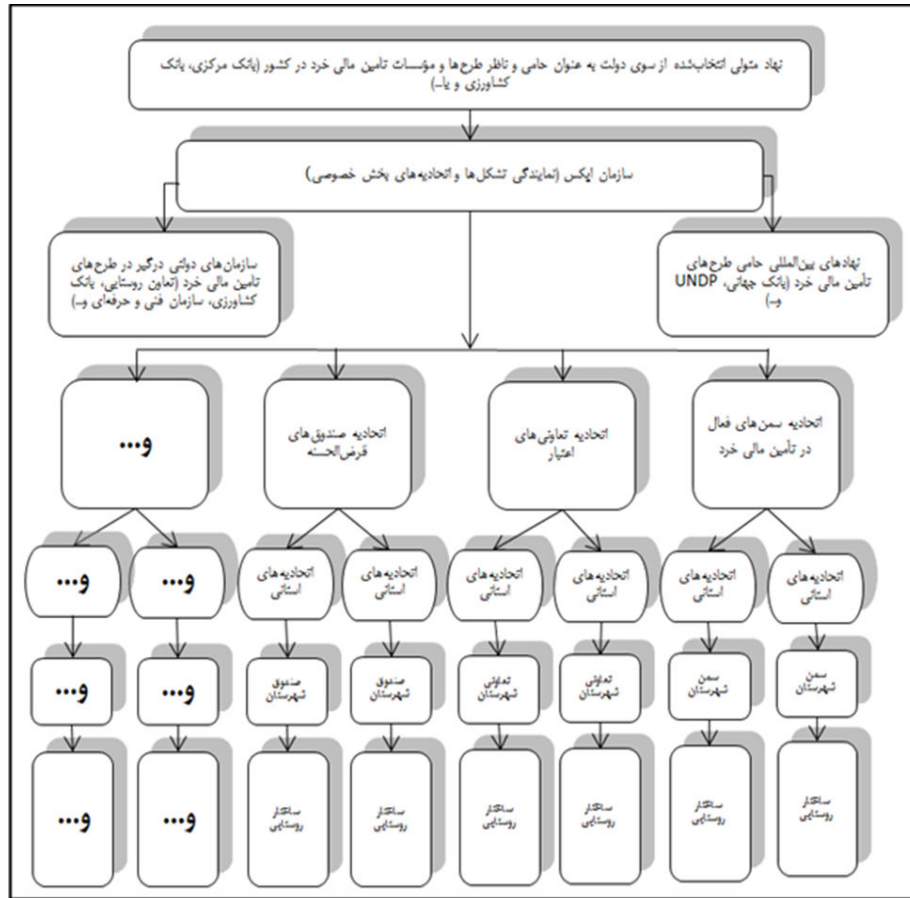 نهاد متولی انتخاب‌شده از سوی دولت به عنوان حامی و ناظر طرح‌ها و مؤسسات تأمین مالی خرد در کشور (بانک مرکزی، بانک
کشاورزی و یا...)
سازمان اپکس (نمایندگی تشکل‌ها و اتحادیه‌های بخش خصوصی)
نهادهای بین‌المللی حامی طرح‌های
تأمین مالی خرد (بانک جهانی، UNDP
و...)
سازمان‌های دولتی درگیر در طرح‌های
تأمین مالی خرد (تعاون روستایی، بانک
کشاورزی، سازمان فنی و حرفه‌ای و...)
اتحادیه سمن‌های فعال
در تأمین مالی خرد
اتحادیه تعاونی‌های
اعتبار
اتحادیه صندوق‌های
قرض‌الحسنه
و...
اتحادیه‌های
استانی
اتحادیه‌های
استانی
اتحادیه‌های
استانی
اتحادیه‌های
استانی
اتحادیه‌های
استانی
اتحادیه‌های
استانی
و...
و...
سمن
شهرستان
سمن
شهرستان
تعاونی
شهرستان
تعاونی
شهرستان
صندوق
شهرستان
صندوق
شهرستان
و...
و...
ساختار
روستایی
ساختار
روستایی
ساختار
روستایی
ساختار
روستایی
ساختار
روستایی
ساختار
روستایی
و...
و...